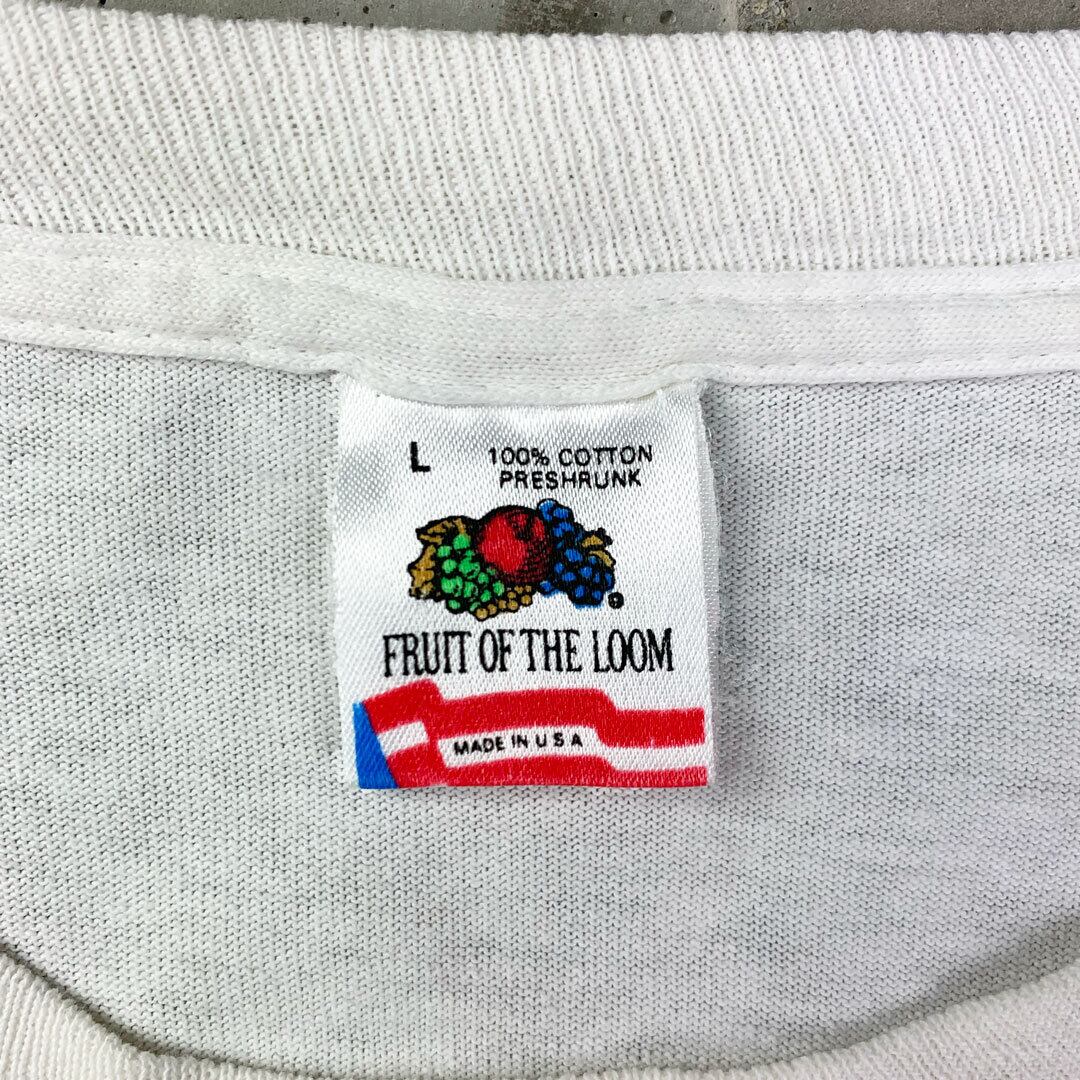 L
100% COTTON
PRESHRUNK
FRUIT OF THE LOOM
MADE IN U S A